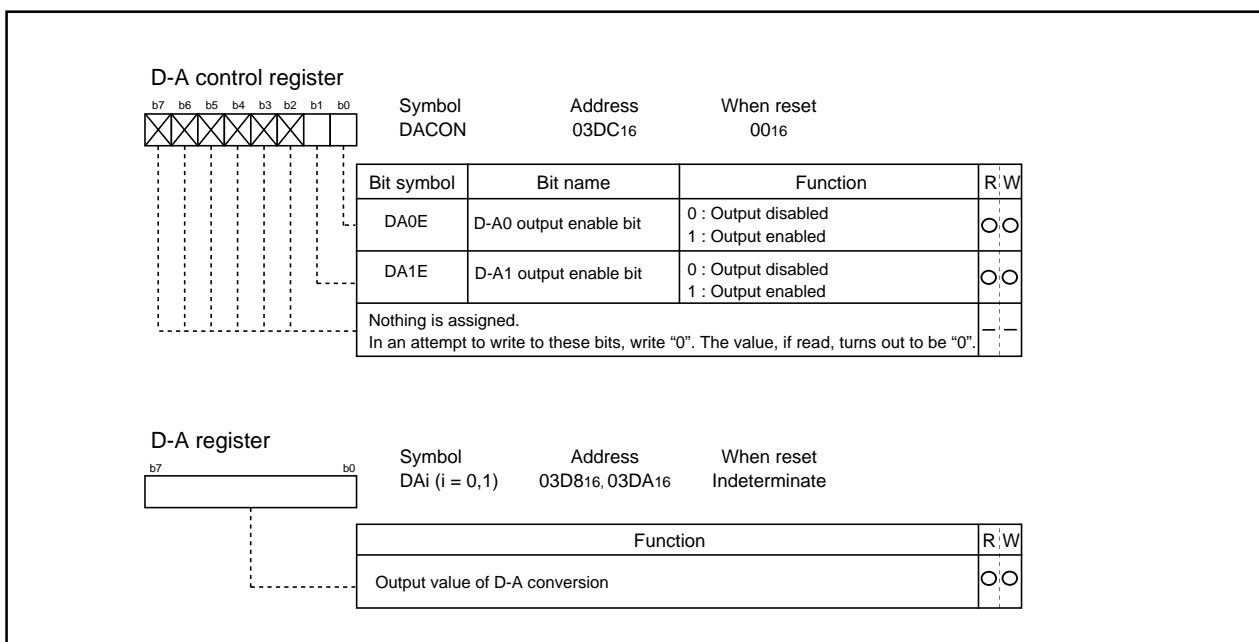 D-A control register
b7 b6 b5 b4 b3 b2 b1 b0
Symbol Address When reset
DACON 03DC16 0016
Bit symbol Bit name Function R W
DA0E D-A0 output enable bit 0 : Output disabled
1 : Output enabled
DA1E D-A1 output enable bit 0 : Output disabled
1 : Output enabled
Nothing is assigned.
In an attempt to write to these bits, write “0”. The value, if read, turns out to be “0”.
D-A register
b7 b0
Symbol Address When reset
DAi (i = 0,1) 03D816, 03DA16 Indeterminate
Function R W
Output value of D-A conversion